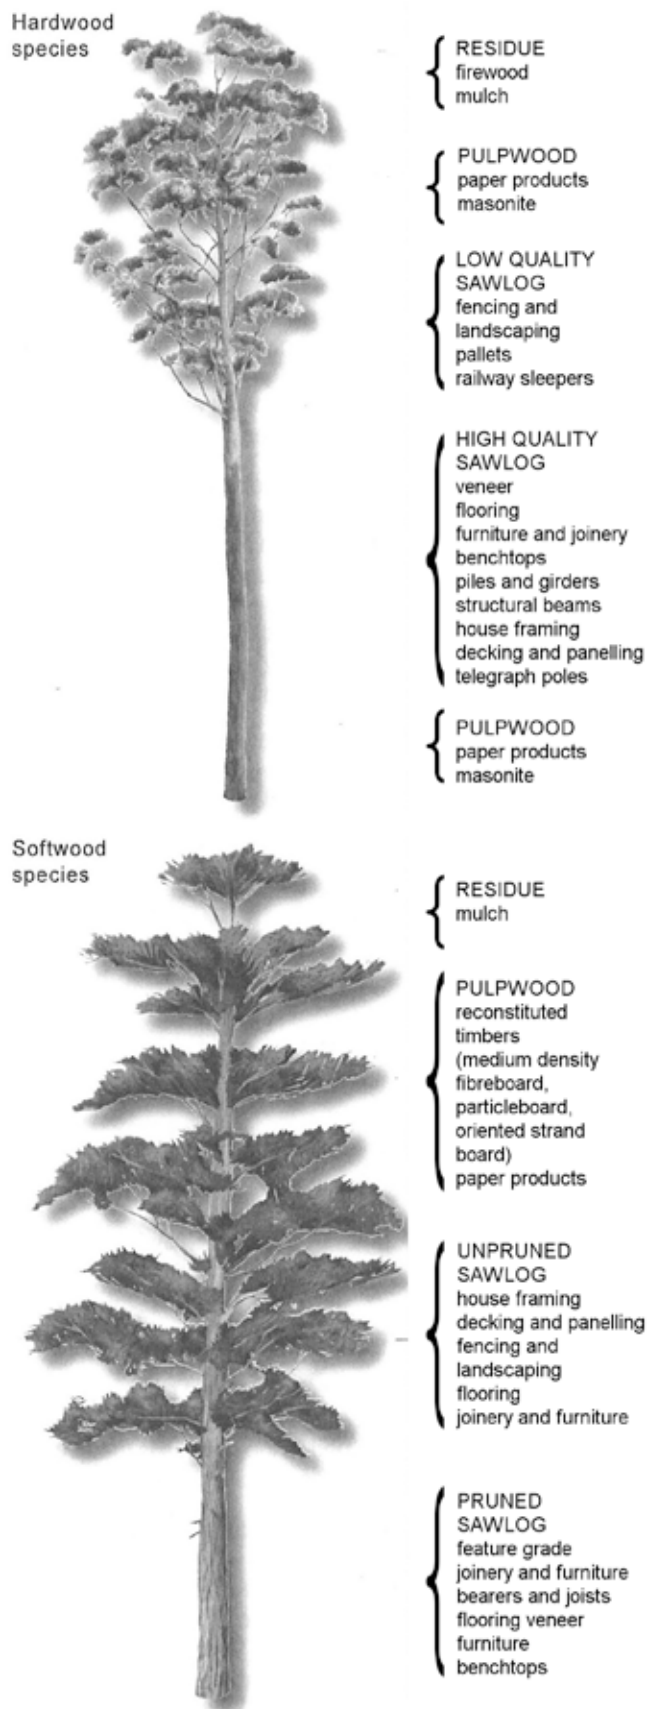 Hardwood
species
RESIDUE
firewood
mulch
PULPWOOD
paper products
masonite
LOW QUALITY
SAWLOG
fencing and
landscaping
pallets
railway sleepers
HIGH QUALITY
SAWLOG
veneer
flooring
furniture and joinery
benchtops
piles and girders
structural beams
house framing
decking and panelling
telegraph poles
PULPWOOD
paper products
masonite
Softwood
species
RESIDUE
mulch
PULPWOOD
reconstituted
timbers
(medium density
fibreboard,
particleboard,
oriented strand
board)
paper products
UNPRUNED
SAWLOG
house framing
decking and panelling
fencing and
landscaping
flooring
joinery and furniture
PRUNED
SAWLOG
feature grade
joinery and furniture
bearers and joists
flooring veneer
furniture
benchtops